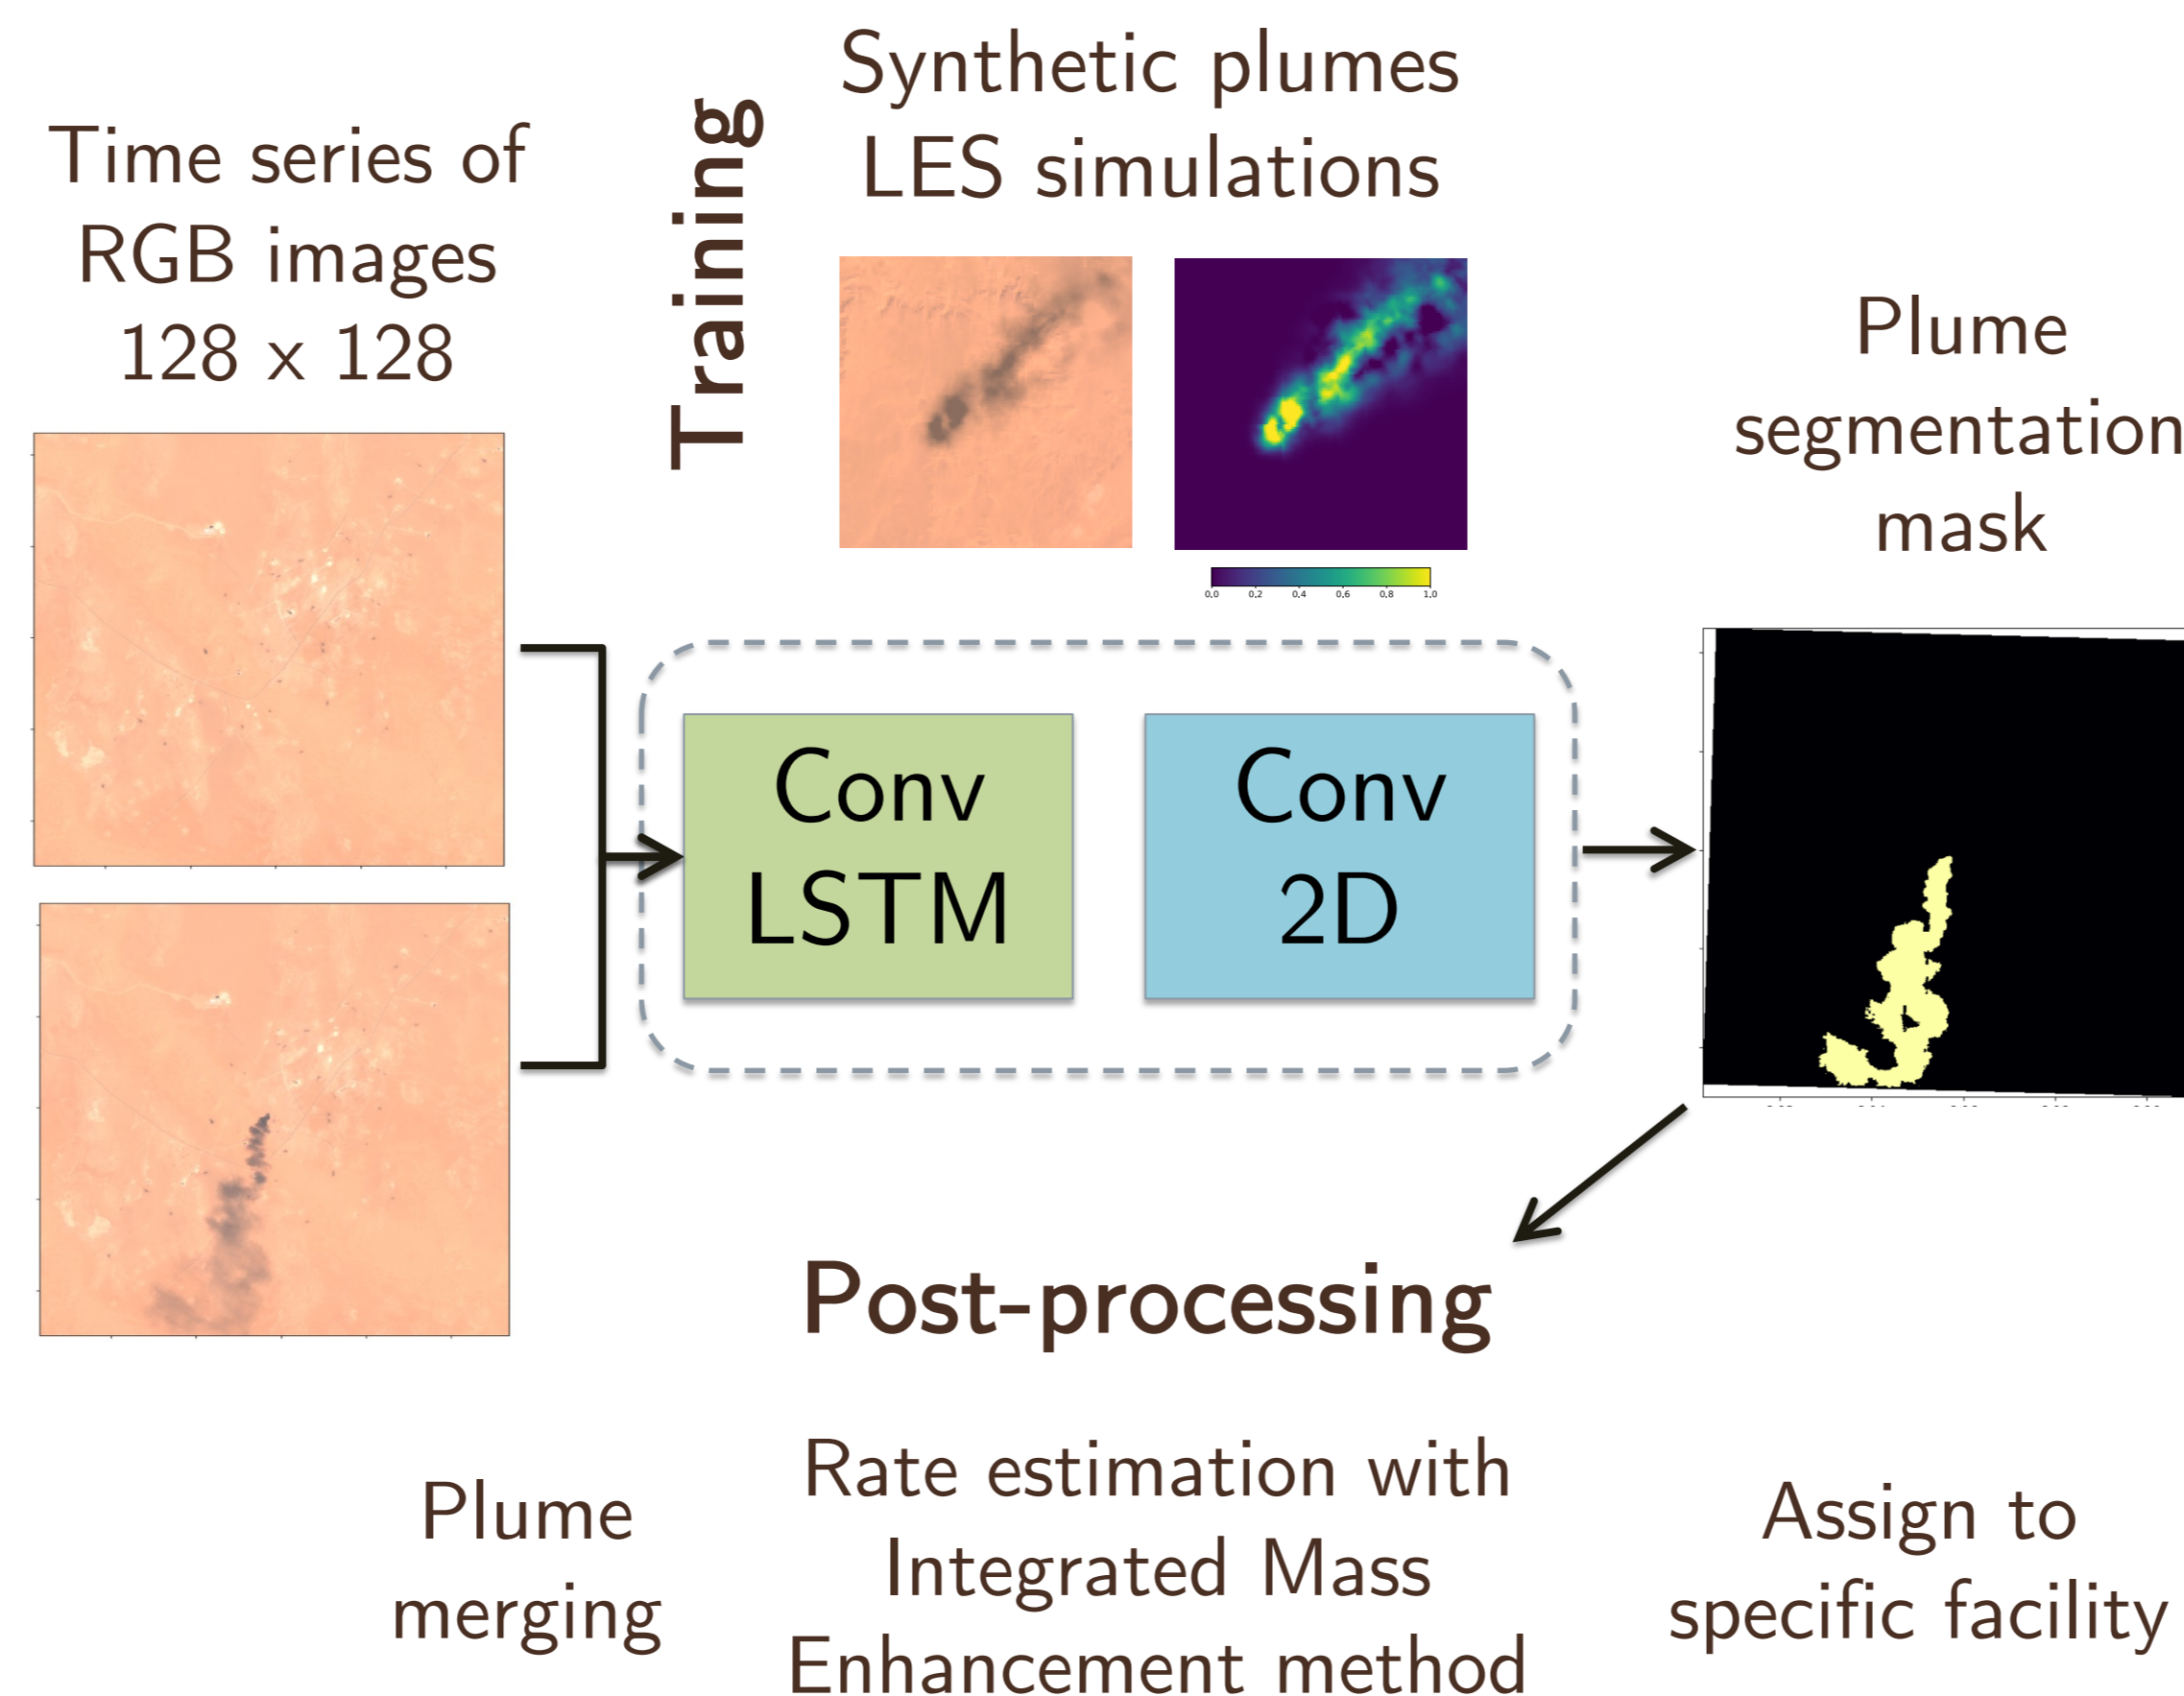 Time series of
RGB images
128 x 128
Training
Synthetic plumes
LES simulations
0.0 0.2 0.4 0.6 0.8 1.0
Plume
segmentation
mask
Conv
LSTM
Conv
2D
Post-processing
Plume
merging
Rate estimation with
Integrated Mass
Enhancement method
Assign to
specific facility